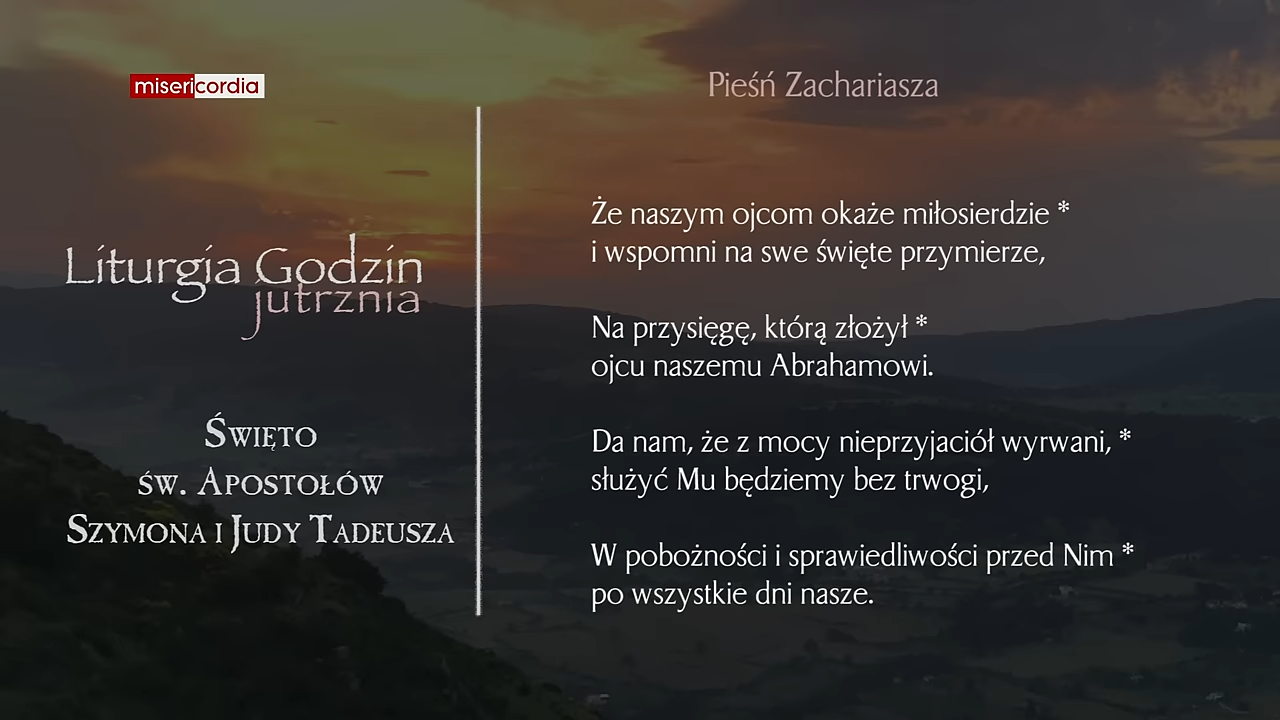 misericordia
Liturgia Godzin
jutrznia
Święto
św. Apostołów
Szymona i Judy Tadeusza
Pieśń Zachariasza
Że naszym ojcom okaże miłosierdzie *
i wspomni na swe święte przymierze,
Na przysięgę, którą złożył *
ojcu naszemu Abrahamowi.
Da nam, że z mocy nieprzyjaciół wyrwani, *
służyć Mu będziemy bez trwogi,
W pobożności i sprawiedliwości przed Nim *
po wszystkie dni nasze.